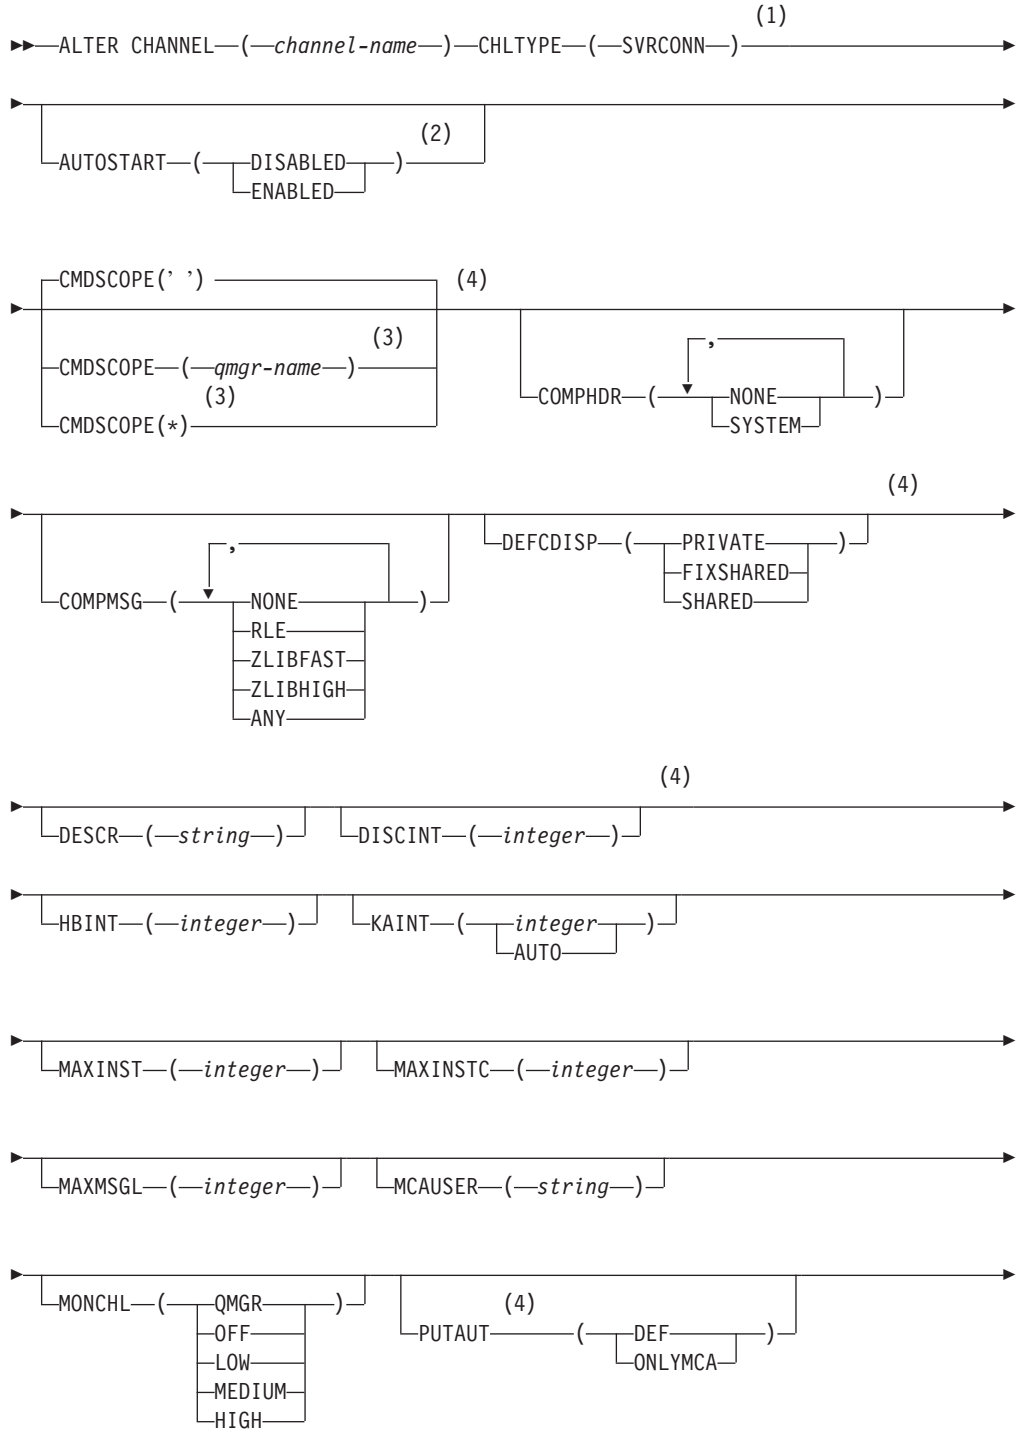 (1)
ALTER CHANNEL ( channel-name ) CHLTYPE ( SVRCONN )
(2)
AUTOSTART ( DISABLED )
ENABLED
CMDSCOPE(’ ’) (4)
(3)
CMDSCOPE ( qmgr-name )
(3)
CMDSCOPE(*)
,
COMPHDR ( NONE )
SYSTEM
(4)
,
COMPMSG ( NONE )
RLE
ZLIBFAST
ZLIBHIGH
ANY
DEFCDISP ( PRIVATE )
FIXSHARED
SHARED
(4)
DESCR ( string ) DISCINT ( integer )
HBINT ( integer ) KAINT ( integer )
AUTO
MAXINST ( integer ) MAXINSTC ( integer )
MAXMSGL ( integer ) MCAUSER ( string )
MONCHL ( QMGR )
OFF
LOW
MEDIUM
HIGH
(4)
PUTAUT ( DEF )
ONLYMCA